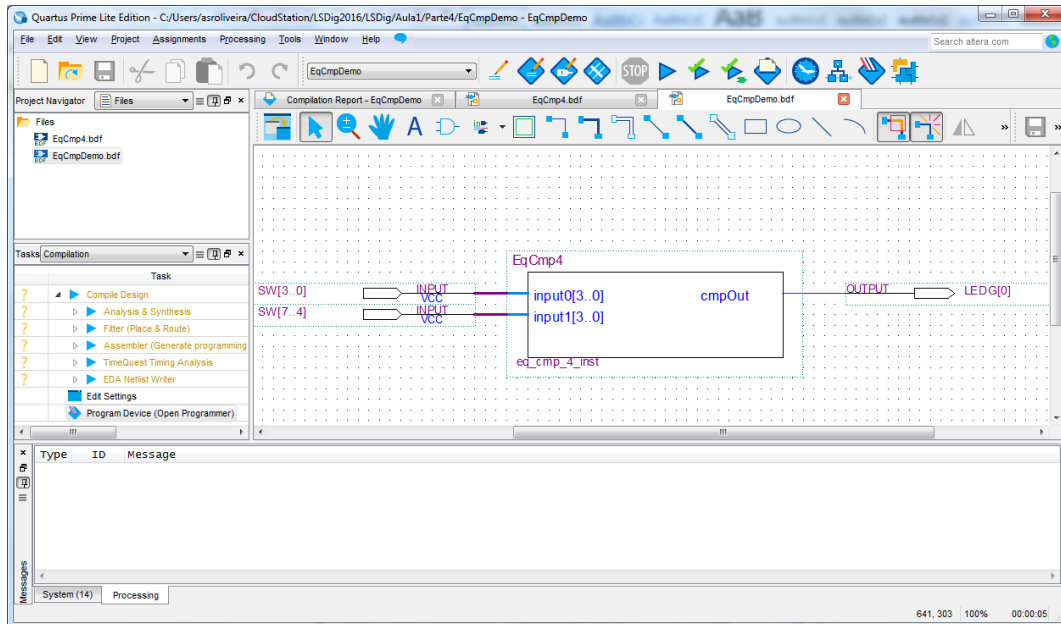 Quartus Prime Lite Edition - C:/Users/asroliveira/CloudStation/LSDig2016/LSDig/Aula1/Parte4/EqCmpDemo - EqCmpDemo
File Edit View Project Assignments Processing Tools Window Help
Search altera.com
EqCmpDemo
STOP
Project Navigator Files
Compilation Report - EqCmpDemo EqCmp4.bdf EqCmpDemo.bdf
Files
EqCmp4.bdf
EqCmpDemo.bdf
Tasks Compilation
Task
Compile Design
Analysis & Synthesis
Fitter (Place & Route)
Assembler (Generate programming
TimeQuest Timing Analysis
EDA Netlist Writer
Edit Settings
Program Device (Open Programmer)
EqCmp4
SW[3..0] INPUT VCC input0[3..0] cmpOut OUTPUT LEDG[0]
SW[7..4] INPUT VCC input1[3..0]
eq_cmp_4_inst
Type ID Message
Messages
System (14) Processing
641, 303 100% 00:00:05